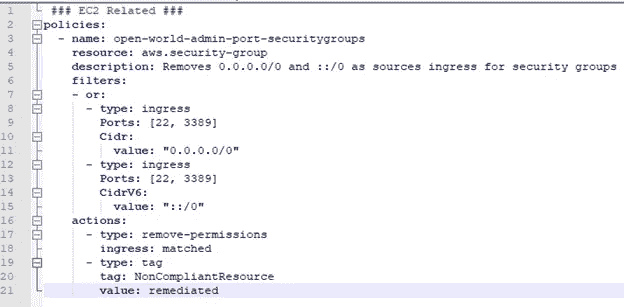 1 ### EC2 Related ###
2 policies:
3 - name: open-world-admin-port-securitygroups
4 resource: aws.security-group
5 description: Removes 0.0.0.0/0 and ::/0 as sources ingress for security groups
6 filters:
7 - or:
8 - type: ingress
9 Ports: [22, 3389]
10 Cidr:
11 value: "0.0.0.0/0"
12 - type: ingress
13 Ports: [22, 3389]
14 CidrV6:
15 value: "::/0"
16 actions:
17 - type: remove-permissions
18 ingress: matched
19 - type: tag
20 tag: NonCompliantResource
21 value: remediated